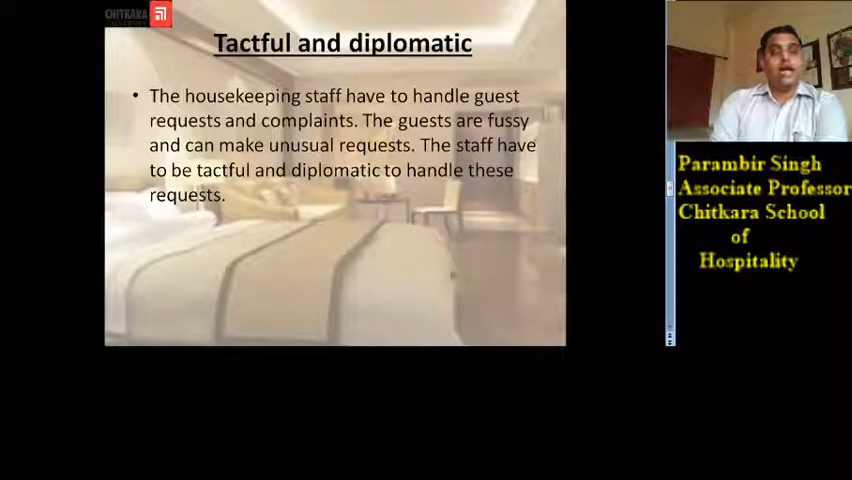 CHITKARA
UNIVERSITY
Tactful and diplomatic
• The housekeeping staff have to handle guest
requests and complaints. The guests are fussy
and can make unusual requests. The staff have
to be tactful and diplomatic to handle these
requests.
Parambir Singh
Associate Professor
Chitkara School
of
Hospitality